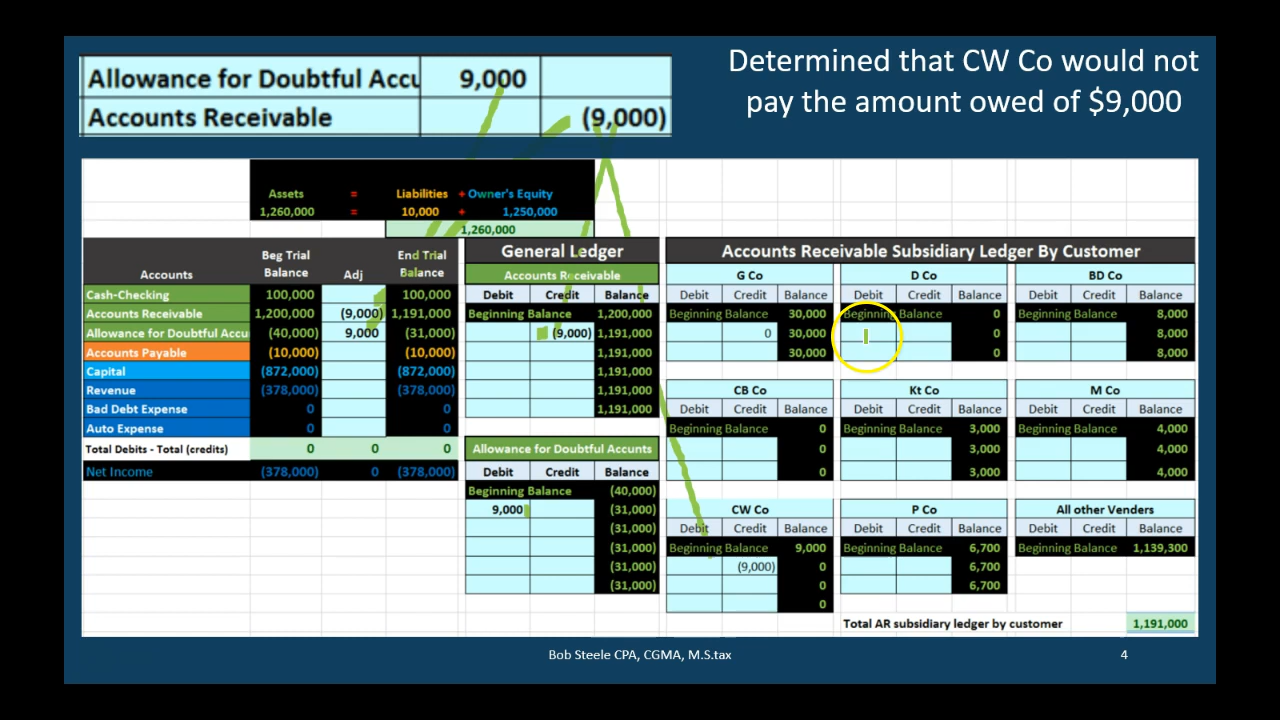 Determined that CW Co would not
pay the amount owed of $9,000
Allowance for Doubtful Accu 9,000
Accounts Receivable (9,000)
Assets = Liabilities + Owner's Equity
1,260,000 = 10,000 + 1,250,000
1,260,000
Accounts Beg Trial Balance Adj End Trial Balance
Cash-Checking 100,000 100,000
Accounts Receivable 1,200,000 (9,000) 1,191,000
Allowance for Doubtful Accu (40,000) 9,000 (31,000)
Accounts Payable (10,000) (10,000)
Capital (872,000) (872,000)
Revenue (378,000) (378,000)
Bad Debt Expense 0 0
Auto Expense 0 0
Total Debits - Total (credits) 0 0 0
Net Income (378,000) 0 (378,000)
General Ledger
Accounts Receivable
Debit Credit Balance
Beginning Balance 1,200,000
(9,000) 1,191,000
1,191,000
1,191,000
1,191,000
1,191,000
Allowance for Doubtful Accunts
Debit Credit Balance
Beginning Balance (40,000)
9,000 (31,000)
(31,000)
(31,000)
(31,000)
(31,000)
Accounts Receivable Subsidiary Ledger By Customer
G Co
Debit Credit Balance
Beginning Balance 30,000
0 30,000
30,000
D Co
Debit Credit Balance
Beginning Balance 0
0
0
BD Co
Debit Credit Balance
Beginning Balance 8,000
8,000
8,000
CB Co
Debit Credit Balance
Beginning Balance 0
0
0
Kt Co
Debit Credit Balance
Beginning Balance 3,000
3,000
3,000
M Co
Debit Credit Balance
Beginning Balance 4,000
4,000
4,000
CW Co
Debit Credit Balance
Beginning Balance 9,000
(9,000) 0
0
0
P Co
Debit Credit Balance
Beginning Balance 6,700
6,700
6,700
All other Venders
Debit Credit Balance
Beginning Balance 1,139,300
Total AR subsidiary ledger by customer 1,191,000
Bob Steele CPA, CGMA, M.S.tax
4